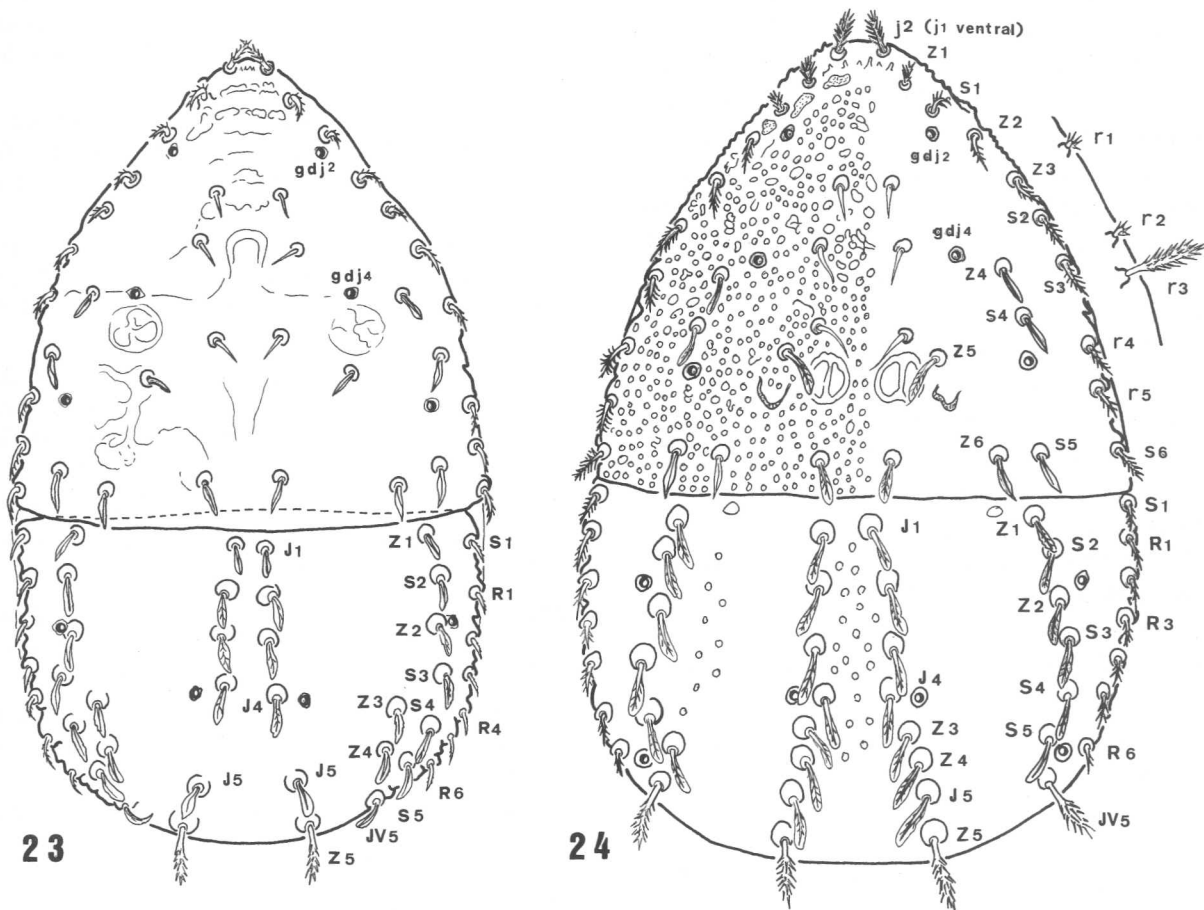 gdj2
gdj4
Z1
J1
S1
S2
R1
Z2
S3
J4
Z3
S4
R4
Z4
J5
J5
R6
S5
JV5
Z5
23
j2 (j1 ventral)
Z1
S1
Z2
gdj2
r1
Z3
S2
r2
gdj4
Z4
S3
r3
S4
r4
Z5
r5
Z6
S5
S6
S1
Z1
J1
R1
S2
Z2
R3
S3
J4
S4
Z3
S5
Z4
R6
J5
JV5
Z5
24